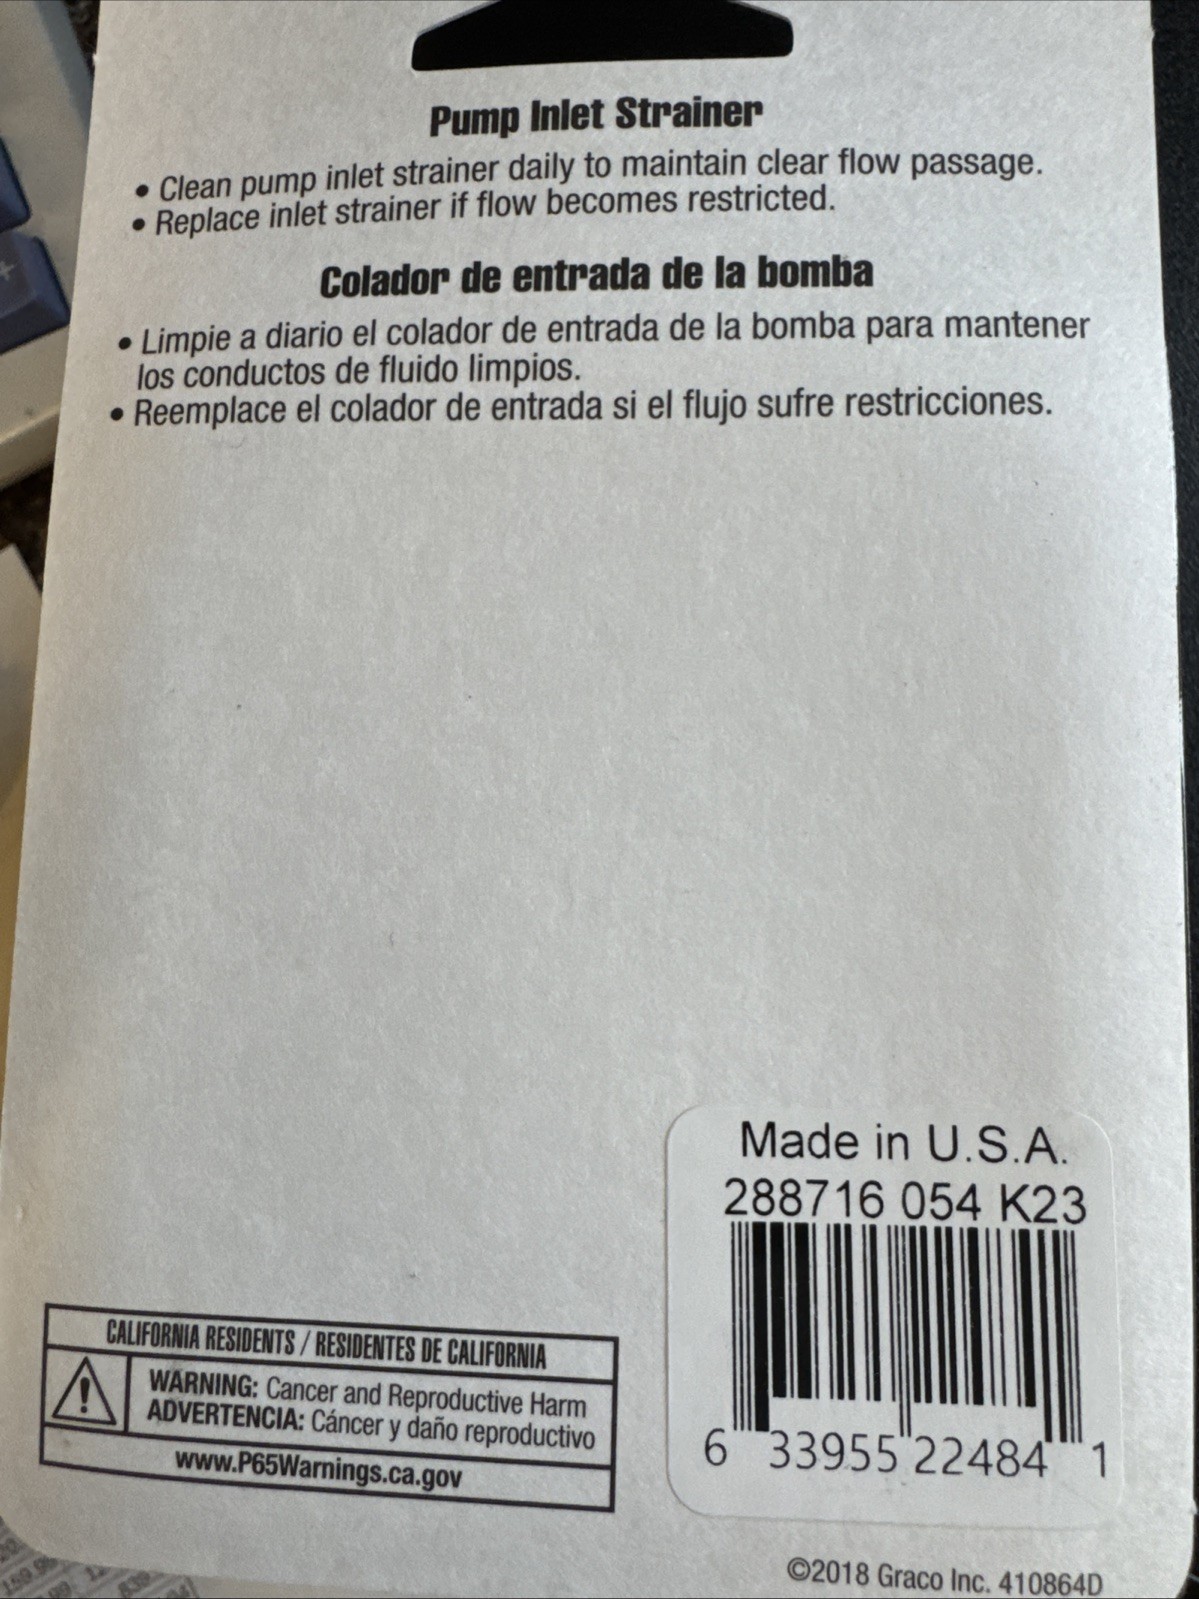 Pump Inlet Strainer
• Clean pump inlet strainer daily to maintain clear flow passage.
• Replace inlet strainer if flow becomes restricted.
Colador de entrada de la bomba
• Limpie a diario el colador de entrada de la bomba para mantener
los conductos de fluido limpios.
• Reemplace el colador de entrada si el flujo sufre restricciones.
Made in U.S.A.
288716 054 K23
6 33955 22484 1
CALIFORNIA RESIDENTS / RESIDENTES DE CALIFORNIA
WARNING: Cancer and Reproductive Harm
ADVERTENCIA: Cáncer y daño reproductivo
www.P65Warnings.ca.gov
©2018 Graco Inc. 410864D